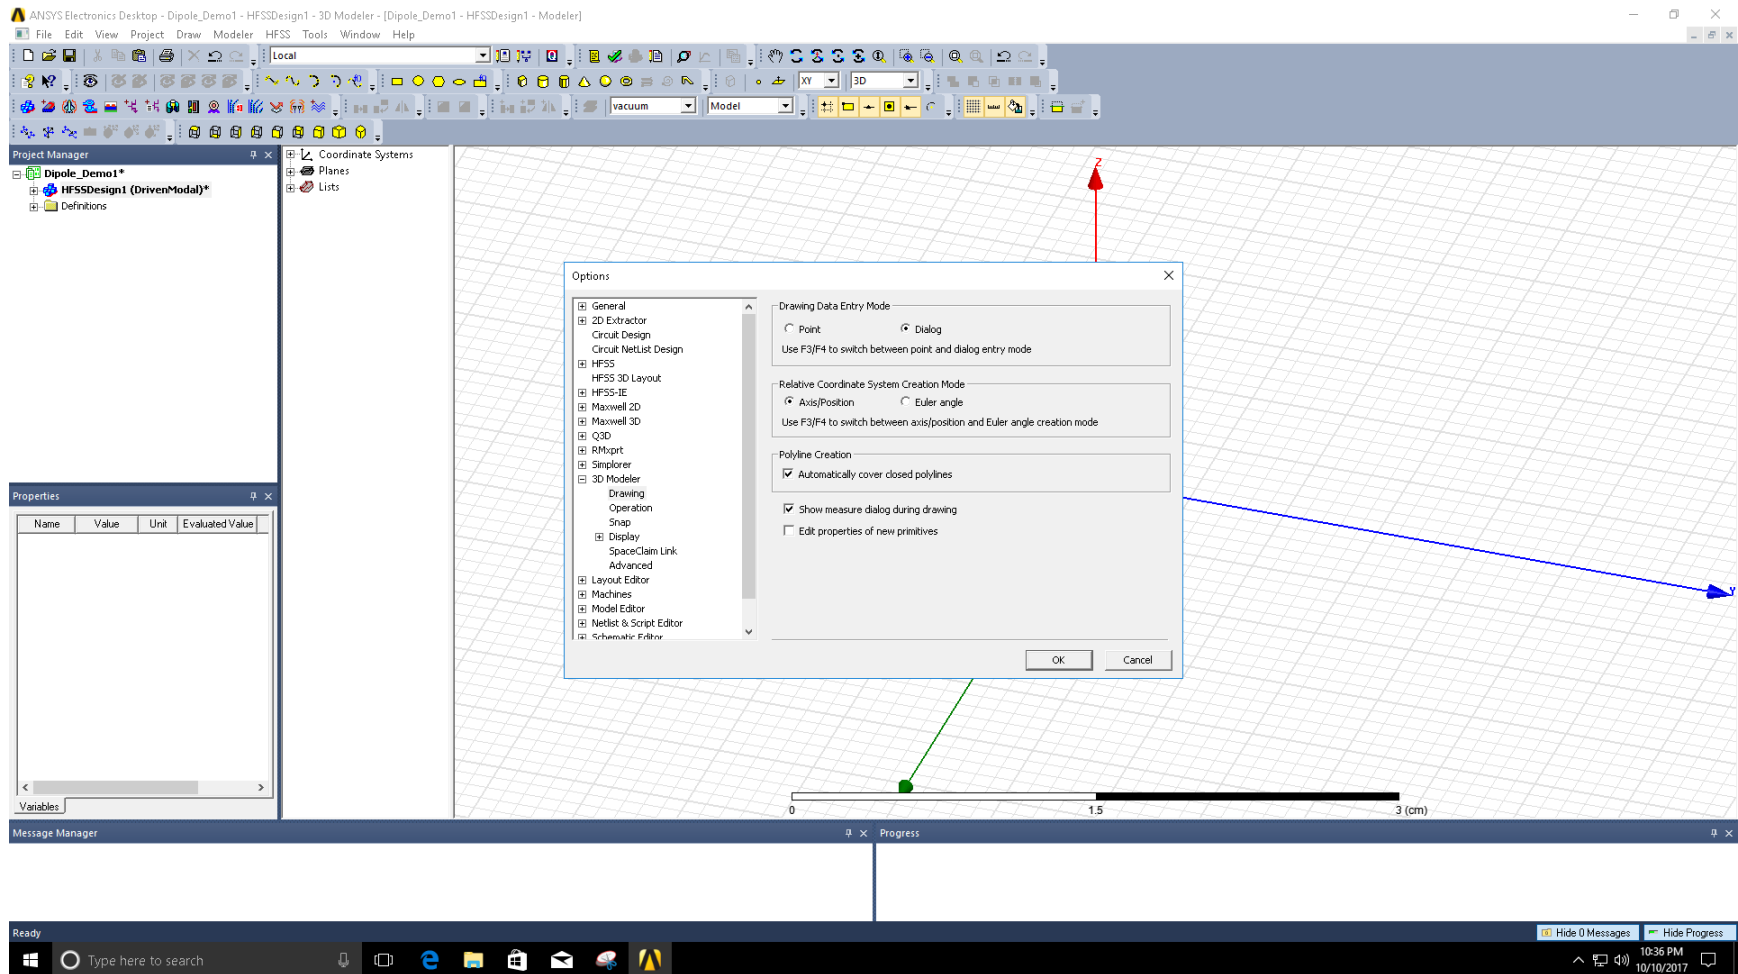 ANSYS Electronics Desktop - Dipole_Demo1 - HFSSDesign1 - 3D Modeler - [Dipole_Demo1 - HFSSDesign1 - Modeler]
File Edit View Project Draw Modeler HFSS Tools Window Help
Local
XY 3D
vacuum Model
Project Manager
Dipole_Demo1*
HFSSDesign1 (DrivenModal)*
Definitions
Coordinate Systems
Planes
Lists
Z
Options
General
2D Extractor
Circuit Design
Circuit NetList Design
HFSS
HFSS 3D Layout
HFSS-IE
Maxwell 2D
Maxwell 3D
Q3D
RMxprt
Simplorer
3D Modeler
Drawing
Operation
Snap
Display
SpaceClaim Link
Advanced
Layout Editor
Machines
Model Editor
Netlist & Script Editor
Schematic Editor
Drawing Data Entry Mode
Point Dialog
Use F3/F4 to switch between point and dialog entry mode
Relative Coordinate System Creation Mode
Axis/Position Euler angle
Use F3/F4 to switch between axis/position and Euler angle creation mode
Polyline Creation
Automatically cover closed polylines
Show measure dialog during drawing
Edit properties of new primitives
OK Cancel
Y
0 1.5 3 (cm)
Properties
Name Value Unit Evaluated Value
Variables
Message Manager
Progress
Ready
Hide 0 Messages Hide Progress
Type here to search
10:36 PM
10/10/2017